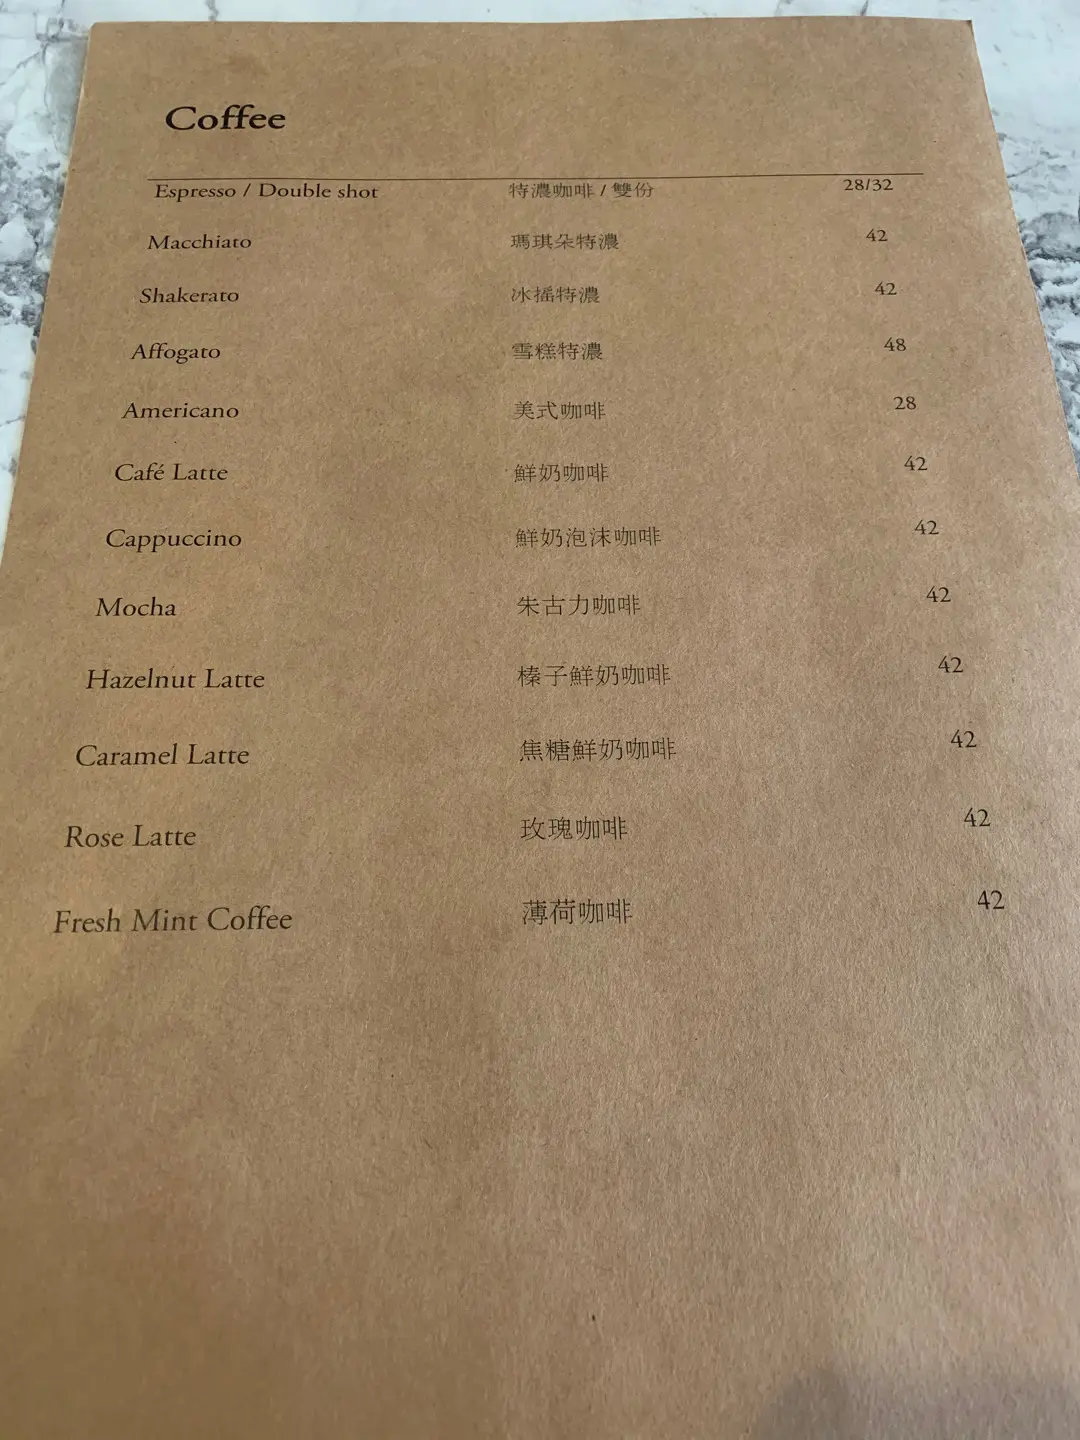 Coffee
Espresso / Double shot 特濃咖啡 / 雙份 28/32
Macchiato 瑪琪朵特濃 42
Shakerato 冰搖特濃 42
Affogato 雪糕特濃 48
Americano 美式咖啡 28
Café Latte 鮮奶咖啡 42
Cappuccino 鮮奶泡沫咖啡 42
Mocha 朱古力咖啡 42
Hazelnut Latte 榛子鮮奶咖啡 42
Caramel Latte 焦糖鮮奶咖啡 42
Rose Latte 玫瑰咖啡 42
Fresh Mint Coffee 薄荷咖啡 42